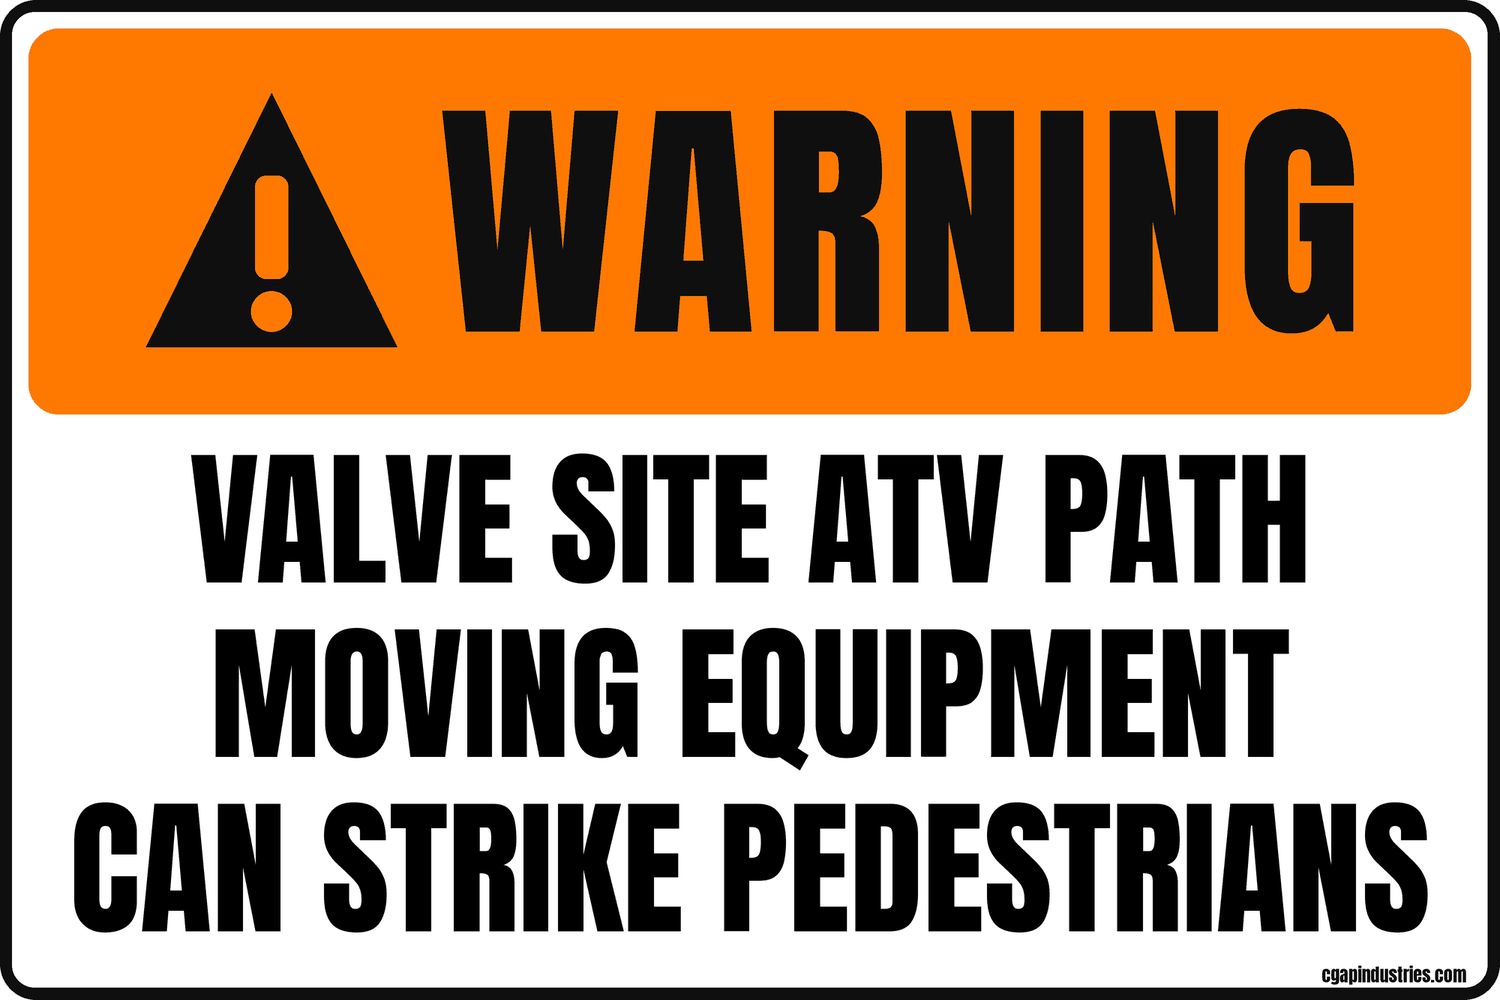 WARNING
VALVE SITE ATV PATH
MOVING EQUIPMENT
CAN STRIKE PEDESTRIANS
cgapindustries.com